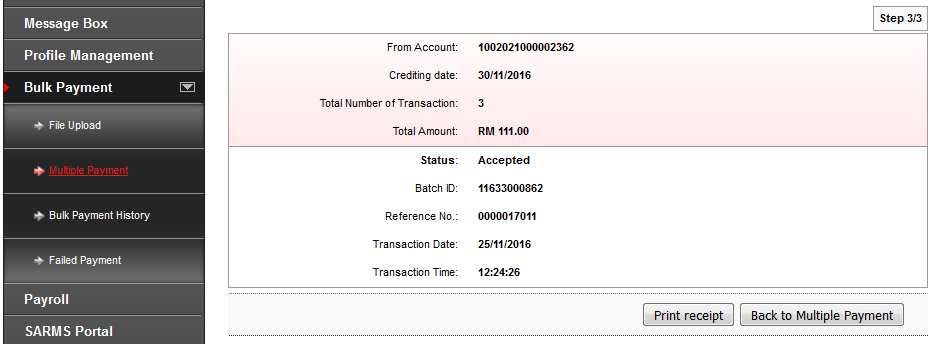 Message Box
Profile Management
Bulk Payment
File Upload
Multiple Payment
Bulk Payment History
Failed Payment
Payroll
SARMS Portal
Step 3/3
From Account: 1002021000002362
Crediting date: 30/11/2016
Total Number of Transaction: 3
Total Amount: RM 111.00
Status: Accepted
Batch ID: 11633000862
Reference No.: 0000017011
Transaction Date: 25/11/2016
Transaction Time: 12:24:26
Print receipt Back to Multiple Payment